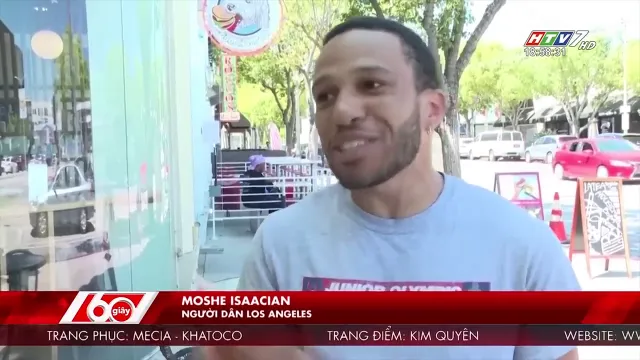 HTV7 HD
18:58:31
JUNIOR OLYMPIC
60 giây
MOSHE ISAACIAN
NGƯỜI DÂN LOS ANGELES
TRANG PHỤC: MECIA - KHATOCO
TRANG ĐIỂM: KIM QUYÊN
WEBSITE: WW